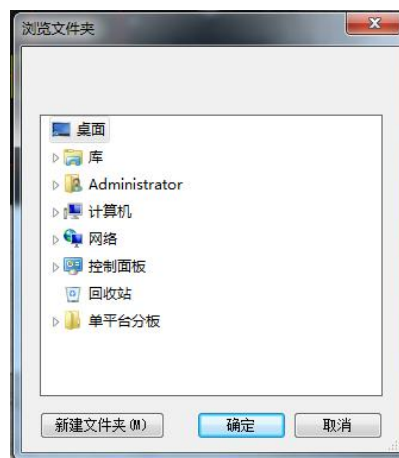 浏览文件夹
桌面
库
Administrator
计算机
网络
控制面板
回收站
单平台分板
新建文件夹(M) 确定 取消